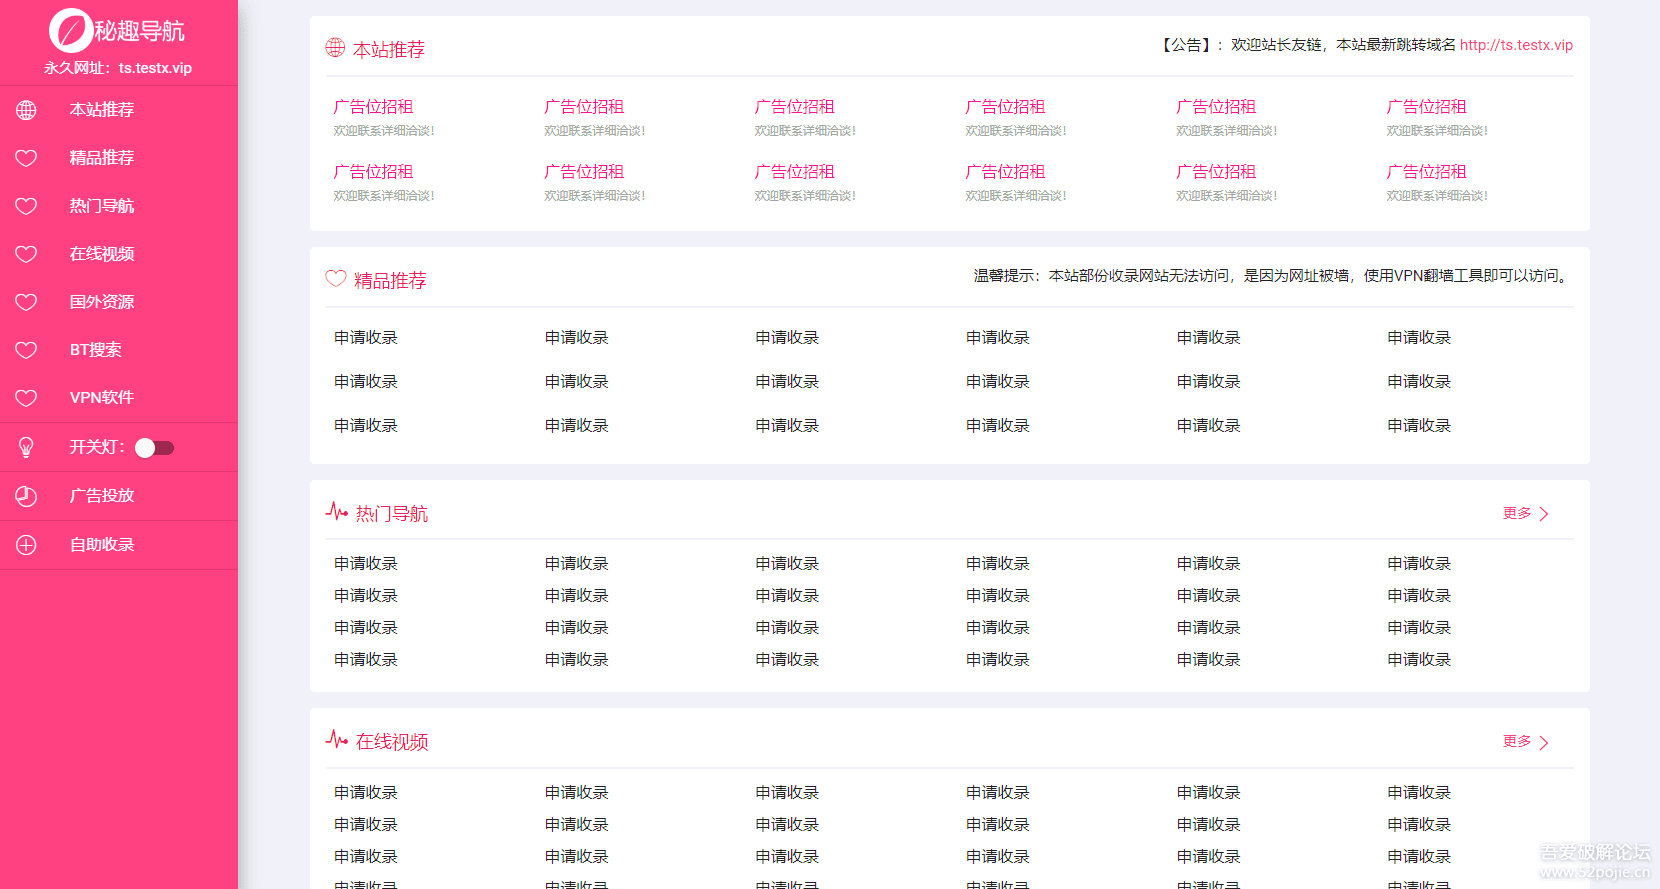 秘趣导航
永久网址：ts.testx.vip
本站推荐
精品推荐
热门导航
在线视频
国外资源
BT搜索
VPN软件
开关灯：
广告投放
自助收录
本站推荐
【公告】：欢迎站长友链，本站最新跳转域名 http://ts.testx.vip
广告位招租 广告位招租 广告位招租 广告位招租 广告位招租 广告位招租
欢迎联系详细洽谈! 欢迎联系详细洽谈! 欢迎联系详细洽谈! 欢迎联系详细洽谈! 欢迎联系详细洽谈! 欢迎联系详细洽谈!
广告位招租 广告位招租 广告位招租 广告位招租 广告位招租 广告位招租
欢迎联系详细洽谈! 欢迎联系详细洽谈! 欢迎联系详细洽谈! 欢迎联系详细洽谈! 欢迎联系详细洽谈! 欢迎联系详细洽谈!
精品推荐
温馨提示：本站部份收录网站无法访问，是因为网址被墙，使用VPN翻墙工具即可以访问。
申请收录 申请收录 申请收录 申请收录 申请收录 申请收录
申请收录 申请收录 申请收录 申请收录 申请收录 申请收录
申请收录 申请收录 申请收录 申请收录 申请收录 申请收录
热门导航
更多
申请收录 申请收录 申请收录 申请收录 申请收录 申请收录
申请收录 申请收录 申请收录 申请收录 申请收录 申请收录
申请收录 申请收录 申请收录 申请收录 申请收录 申请收录
申请收录 申请收录 申请收录 申请收录 申请收录 申请收录
在线视频
更多
申请收录 申请收录 申请收录 申请收录 申请收录 申请收录
申请收录 申请收录 申请收录 申请收录 申请收录 申请收录
申请收录 申请收录 申请收录 申请收录 申请收录 申请收录
吾爱破解论坛
www.52pojie.cn